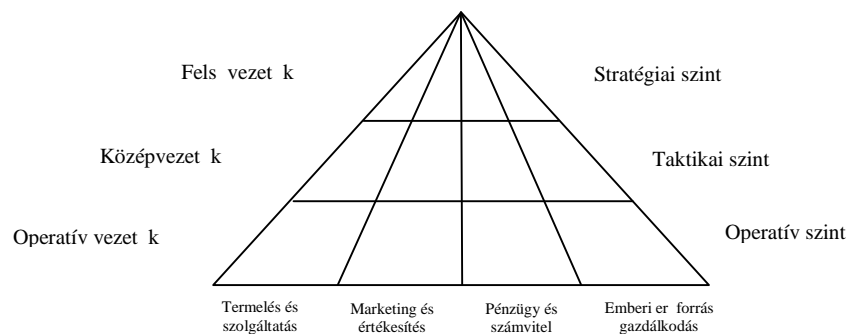 Fels vezet k
Stratégiai szint
Középvezet k
Taktikai szint
Operatív vezet k
Operatív szint
Termelés és
szolgáltatás
Marketing és
értékesítés
Pénzügy és
számvitel
Emberi er forrás
gazdálkodás